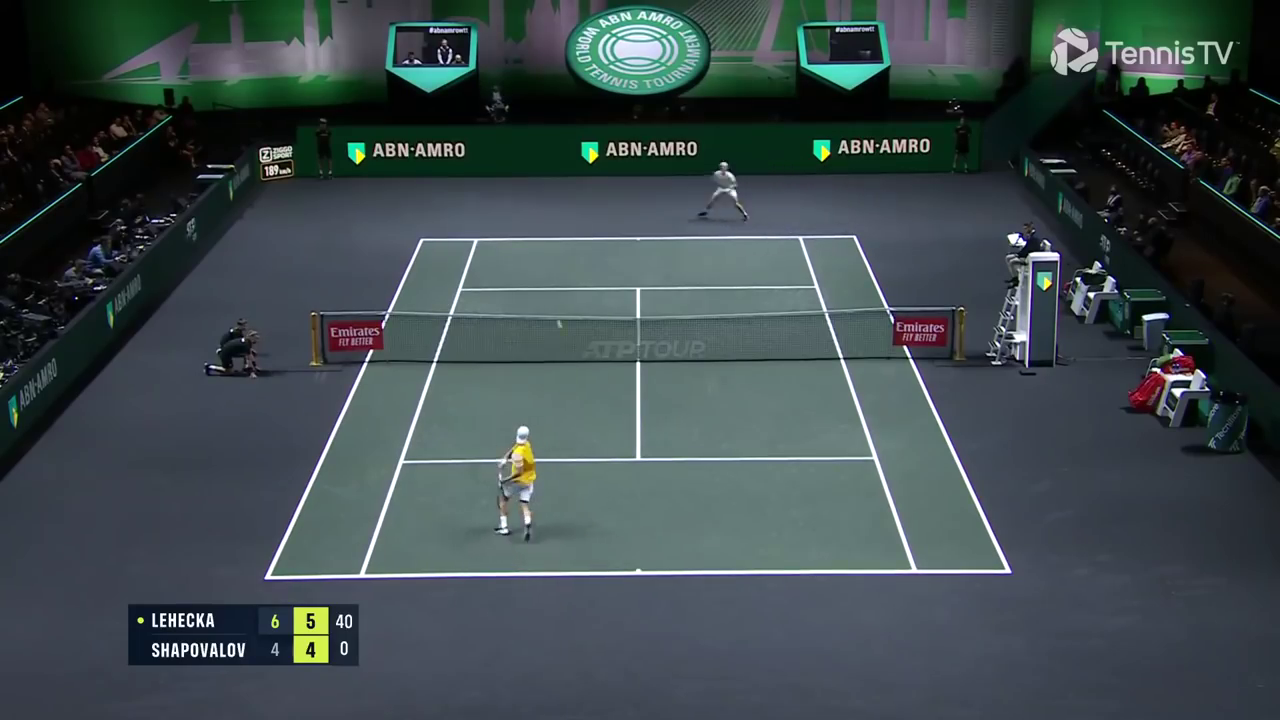 #abnamrowtt
ABN AMRO
WORLD TENNIS TOURNAMENT
#abnamrowtt
TennisTV
ZIGGO
SPORT
189 km/h
ABN·AMRO
ABN·AMRO
ABN·AMRO
ABN·AMRO
ABN·AMRO
Emirates
FLY BETTER
ATP TOUR
Emirates
FLY BETTER
LEHECKA 6 5 40
SHAPOVALOV 4 4 0